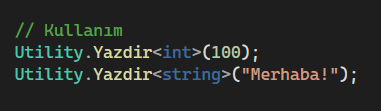 // Kullanım
Utility.Yazdir<int>(100);
Utility.Yazdir<string>("Merhaba!");